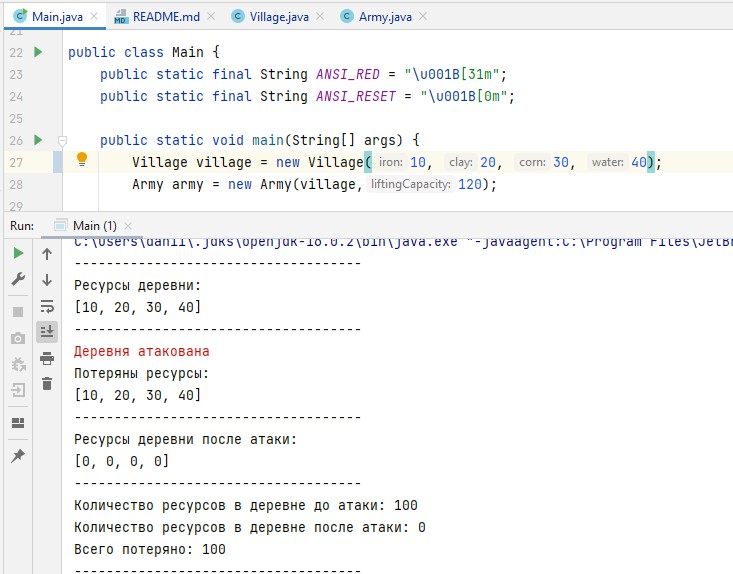 Main.java README.md Village.java Army.java
21
22 public class Main {
23 public static final String ANSI_RED = "\u001B[31m";
24 public static final String ANSI_RESET = "\u001B[0m";
25
26 public static void main(String[] args) {
27 Village village = new Village( iron: 10, clay: 20, corn: 30, water: 40);
28 Army army = new Army(village, liftingCapacity: 120);
29
Run: Main (1)
C:\Users\danil\.jdks\openjdk-18.0.2\bin\java.exe "-javaagent:C:\Program Files\JetBr
------------------------------------
Ресурсы деревни:
[10, 20, 30, 40]
------------------------------------
Деревня атакована
Потеряны ресурсы:
[10, 20, 30, 40]
------------------------------------
Ресурсы деревни после атаки:
[0, 0, 0, 0]
------------------------------------
Количество ресурсов в деревне до атаки: 100
Количество ресурсов в деревне после атаки: 0
Всего потеряно: 100
------------------------------------